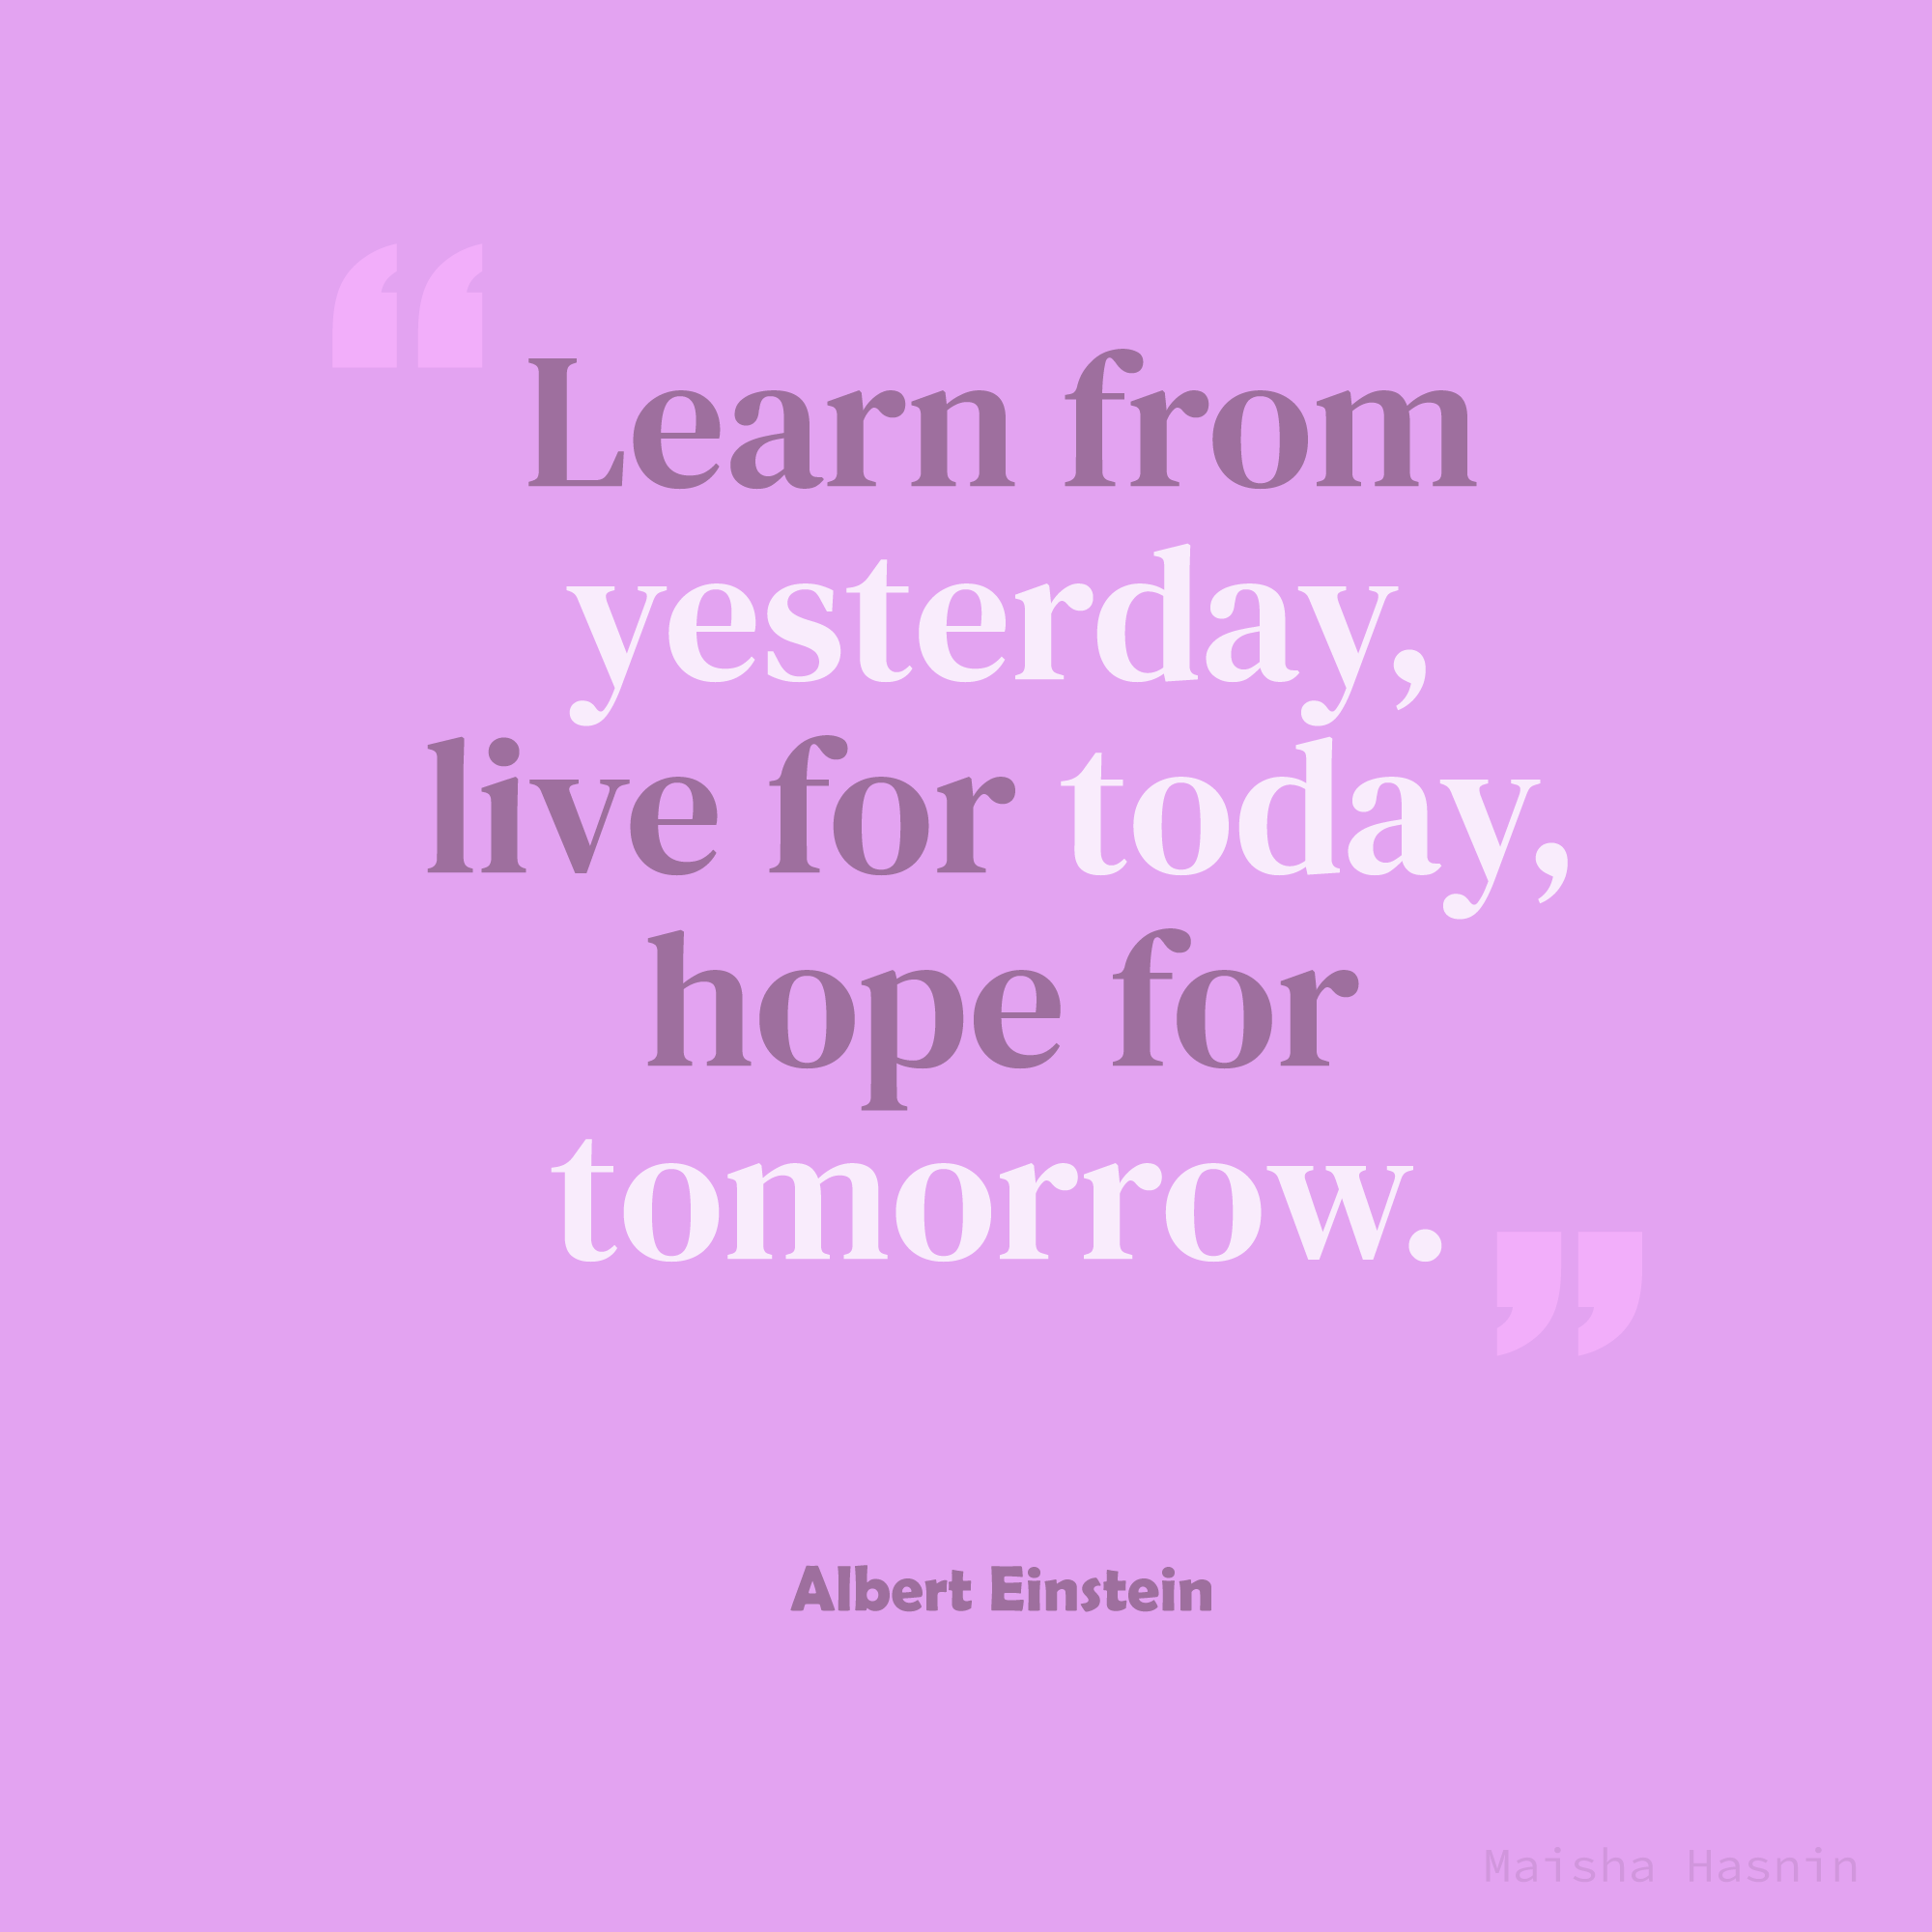 “
Learn from
yesterday,
live for today,
hope for
tomorrow.
”
Albert Einstein
Maisha Hasnin